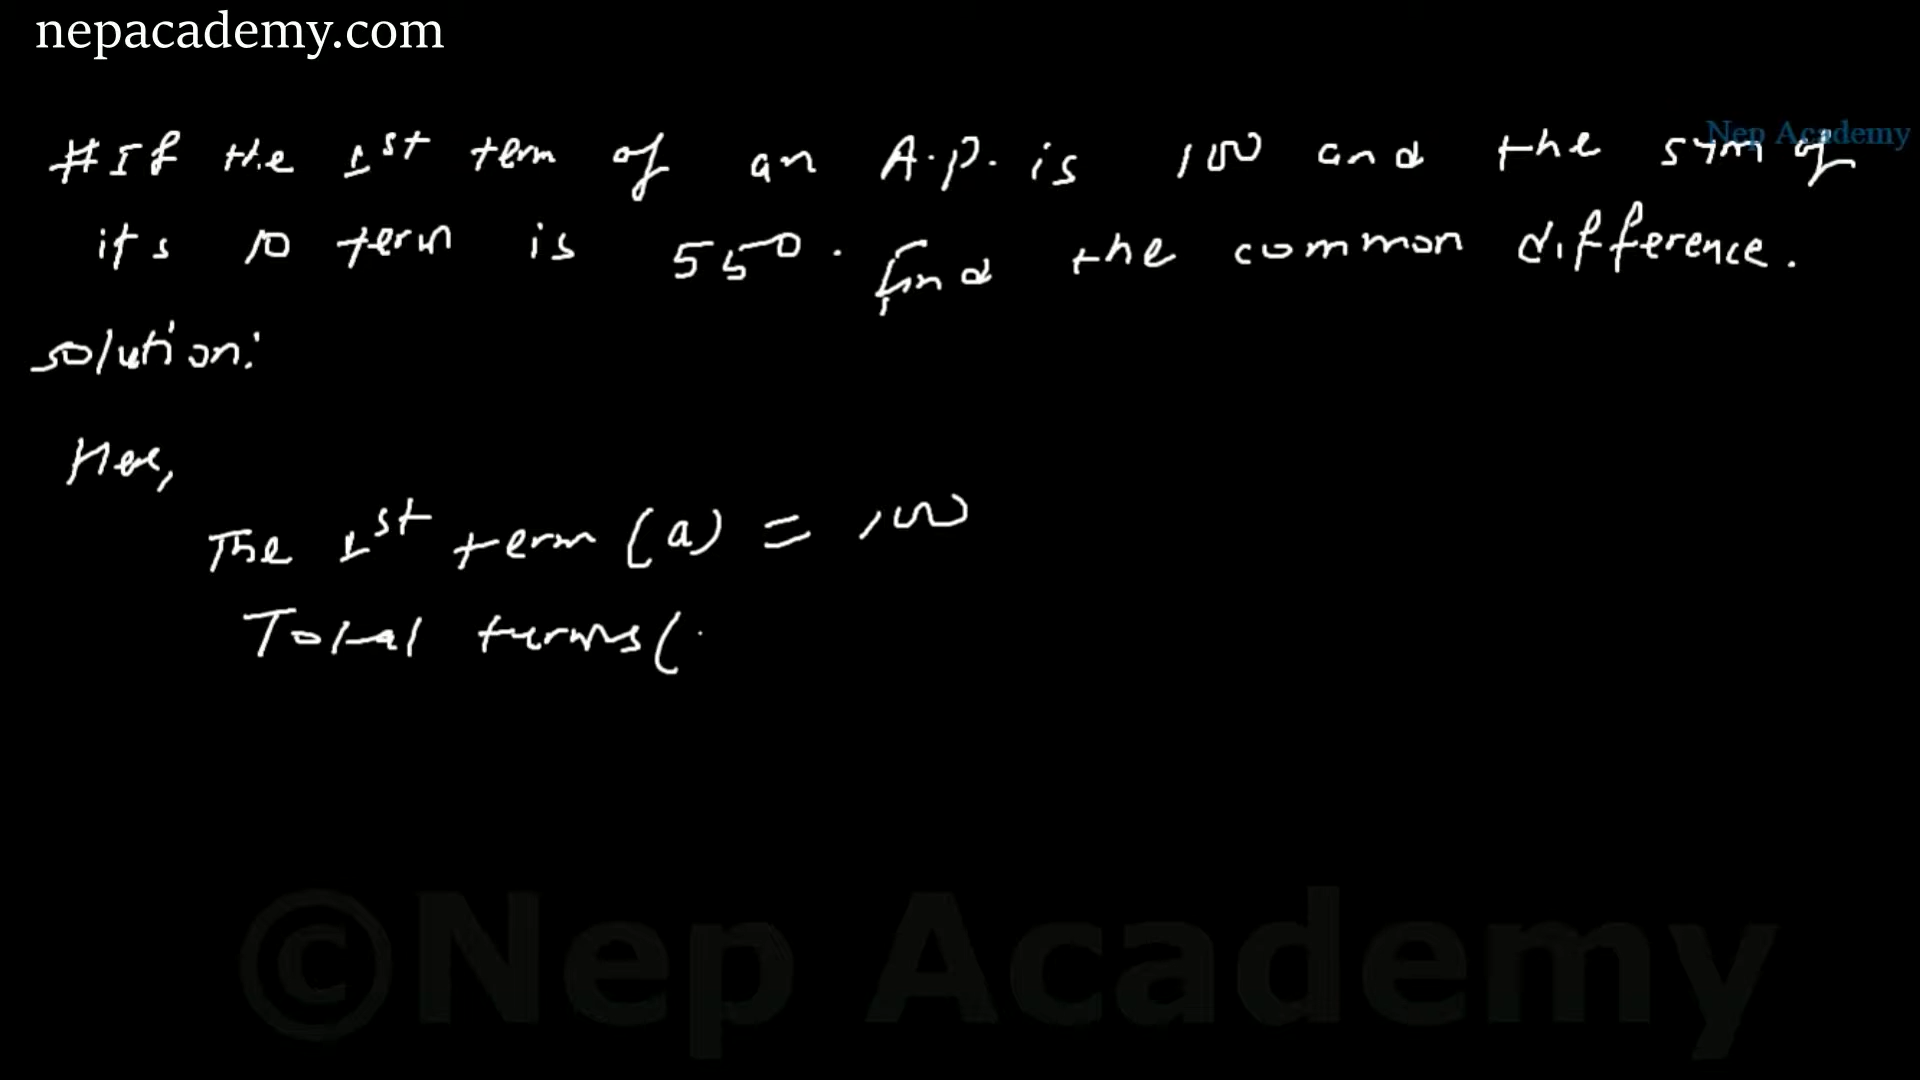 nepacademy.com
Nep Academy
#If the 1st term of an A.P. is 100 and the sum of
its 10 term is 550. find the common difference.
solution:
Here,
The 1st term (a) = 100
Total terms (
©Nep Academy